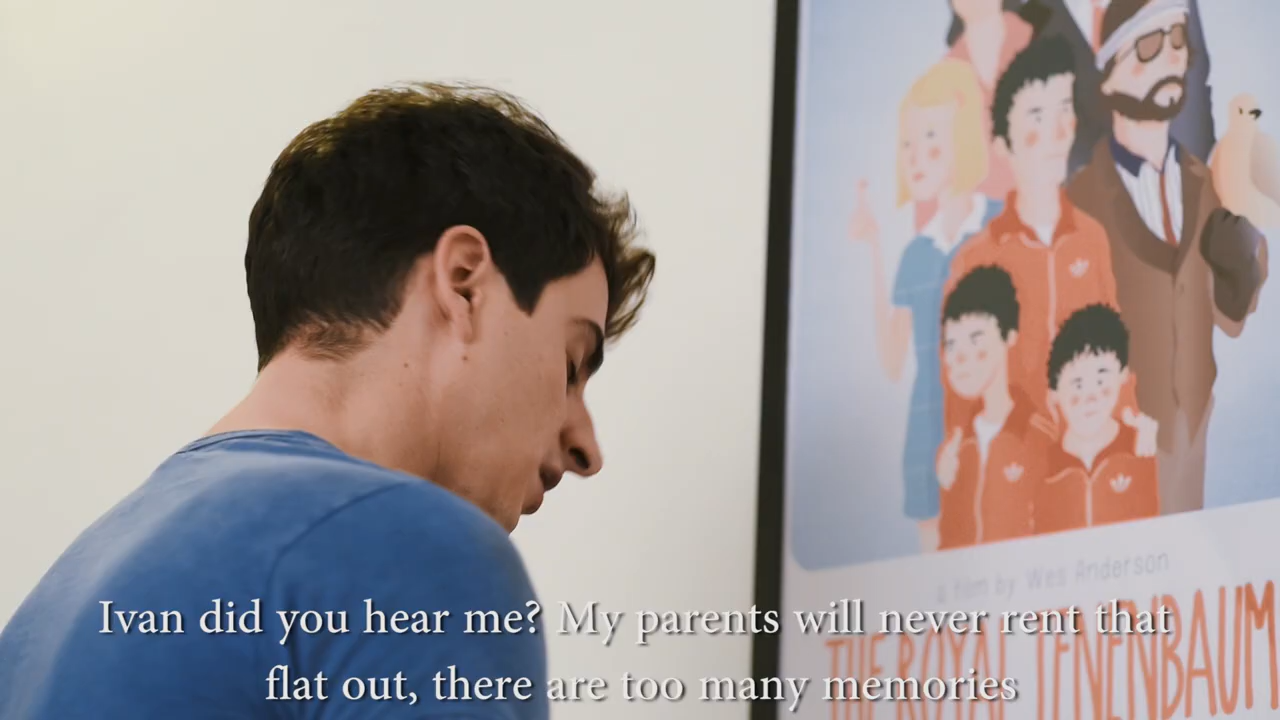 a film by Wes Anderson
THE ROYAL TENENBAUM
Ivan did you hear me? My parents will never rent that
flat out, there are too many memories